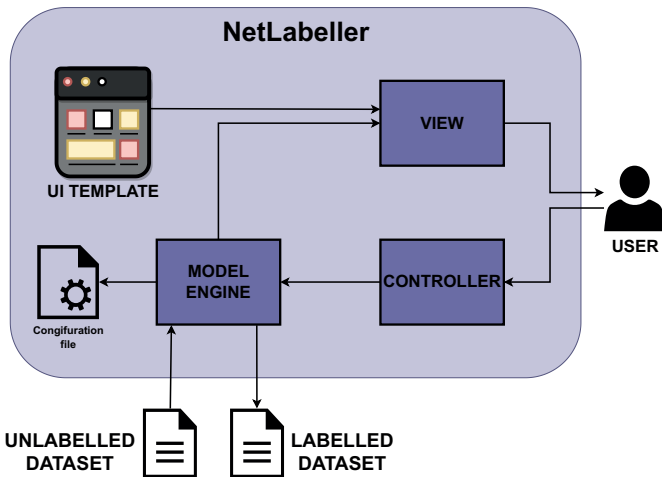 NetLabeller
VIEW
UI TEMPLATE
USER
MODEL
ENGINE
CONTROLLER
Congifuration
file
UNLABELLED
DATASET
LABELLED
DATASET